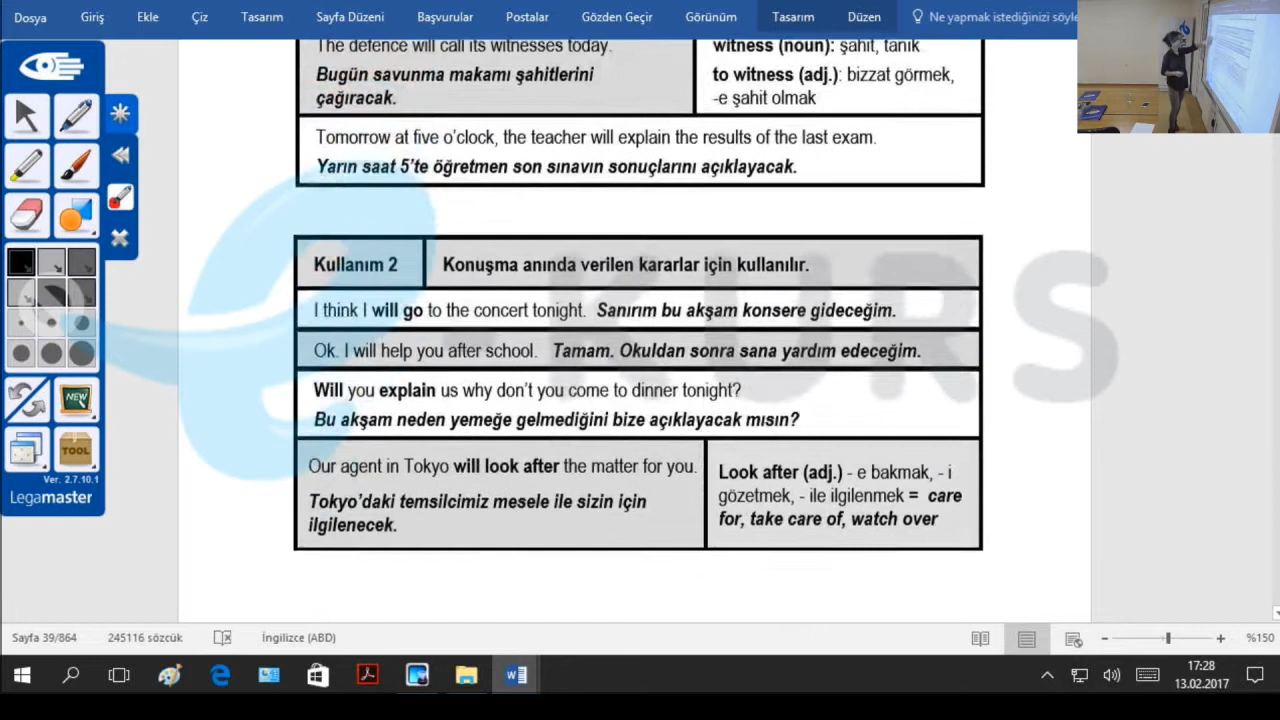 Dosya Giriş Ekle Çiz Tasarım Sayfa Düzeni Başvurular Postalar Gözden Geçir Görünüm Tasarım Düzen Ne yapmak istediğinizi söyle
The defence will call its witnesses today.
Bugün savunma makamı şahitlerini
çağıracak.
witness (noun): şahit, tanık
to witness (adj.): bizzat görmek,
-e şahit olmak
Tomorrow at five o'clock, the teacher will explain the results of the last exam.
Yarın saat 5'te öğretmen son sınavın sonuçlarını açıklayacak.
Kullanım 2 Konuşma anında verilen kararlar için kullanılır.
I think I will go to the concert tonight. Sanırım bu akşam konsere gideceğim.
Ok. I will help you after school. Tamam. Okuldan sonra sana yardım edeceğim.
Will you explain us why don't you come to dinner tonight?
Bu akşam neden yemeğe gelmediğini bize açıklayacak mısın?
Our agent in Tokyo will look after the matter for you.
Tokyo'daki temsilcimiz mesele ile sizin için
ilgilenecek.
Look after (adj.) - e bakmak, - i
gözetmek, - ile ilgilenmek = care
for, take care of, watch over
e-KURS
NEW
TOOL
Ver. 2.7.10.1
Legamaster
Sayfa 39/864 245116 sözcük İngilizce (ABD) %150
17:28
13.02.2017